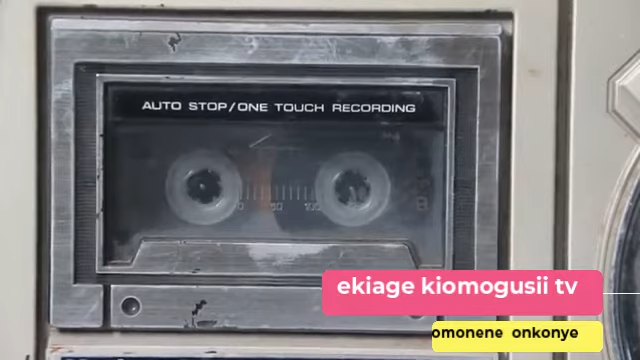 AUTO STOP/ONE TOUCH RECORDING
ekiage kiomogusii tv
omonene onkonye